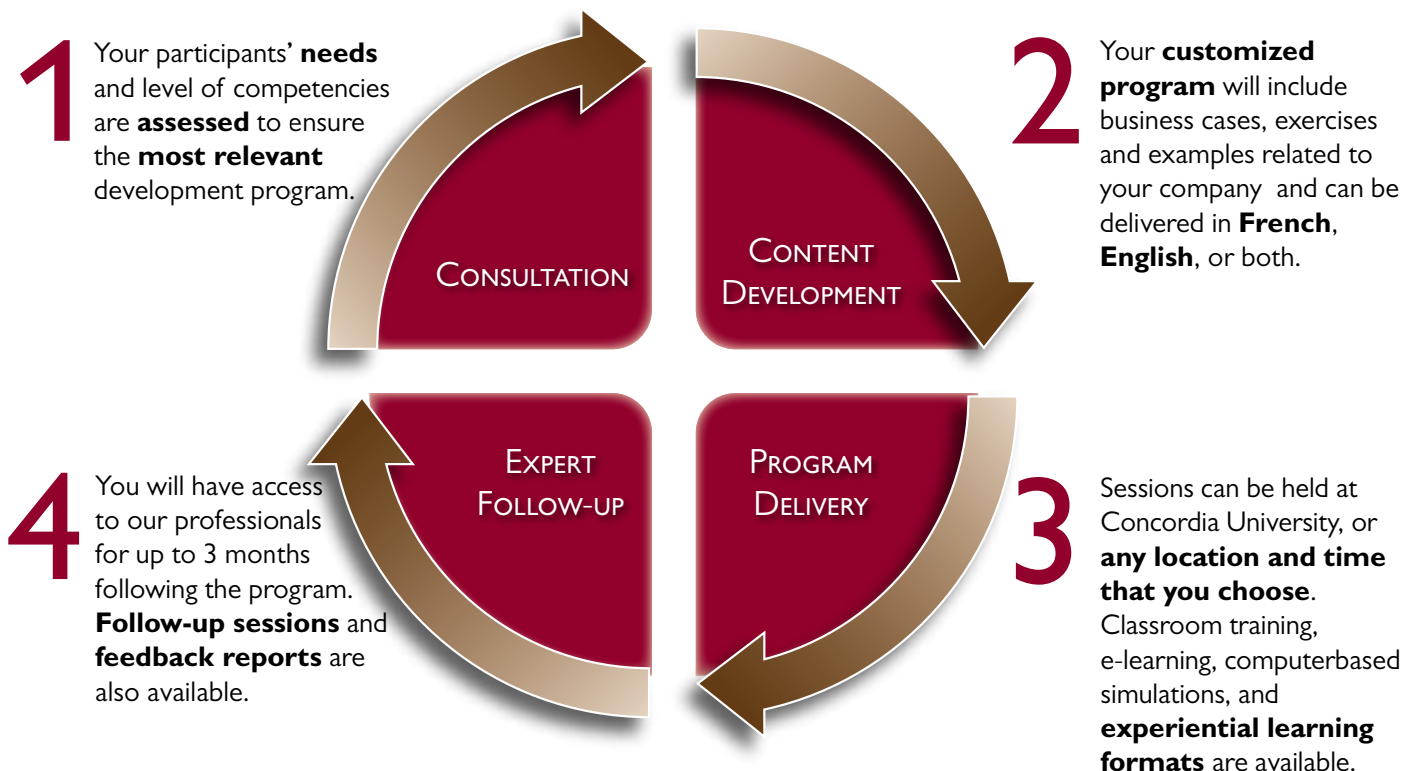 1
Your participants’ needs
and level of competencies
are assessed to ensure
the most relevant
development program.
CONSULTATION
2
Your customized
program will include
business cases, exercises
and examples related to
your company  and can be
delivered in French,
English, or both.
CONTENT
DEVELOPMENT
3
Sessions can be held at
Concordia University, or
any location and time
that you choose.
Classroom training,
e-learning, computerbased
simulations, and
experiential learning
formats are available.
PROGRAM
DELIVERY
4
You will have access
to our professionals
for up to 3 months
following the program.
Follow-up sessions and
feedback reports are
also available.
EXPERT
FOLLOW-UP